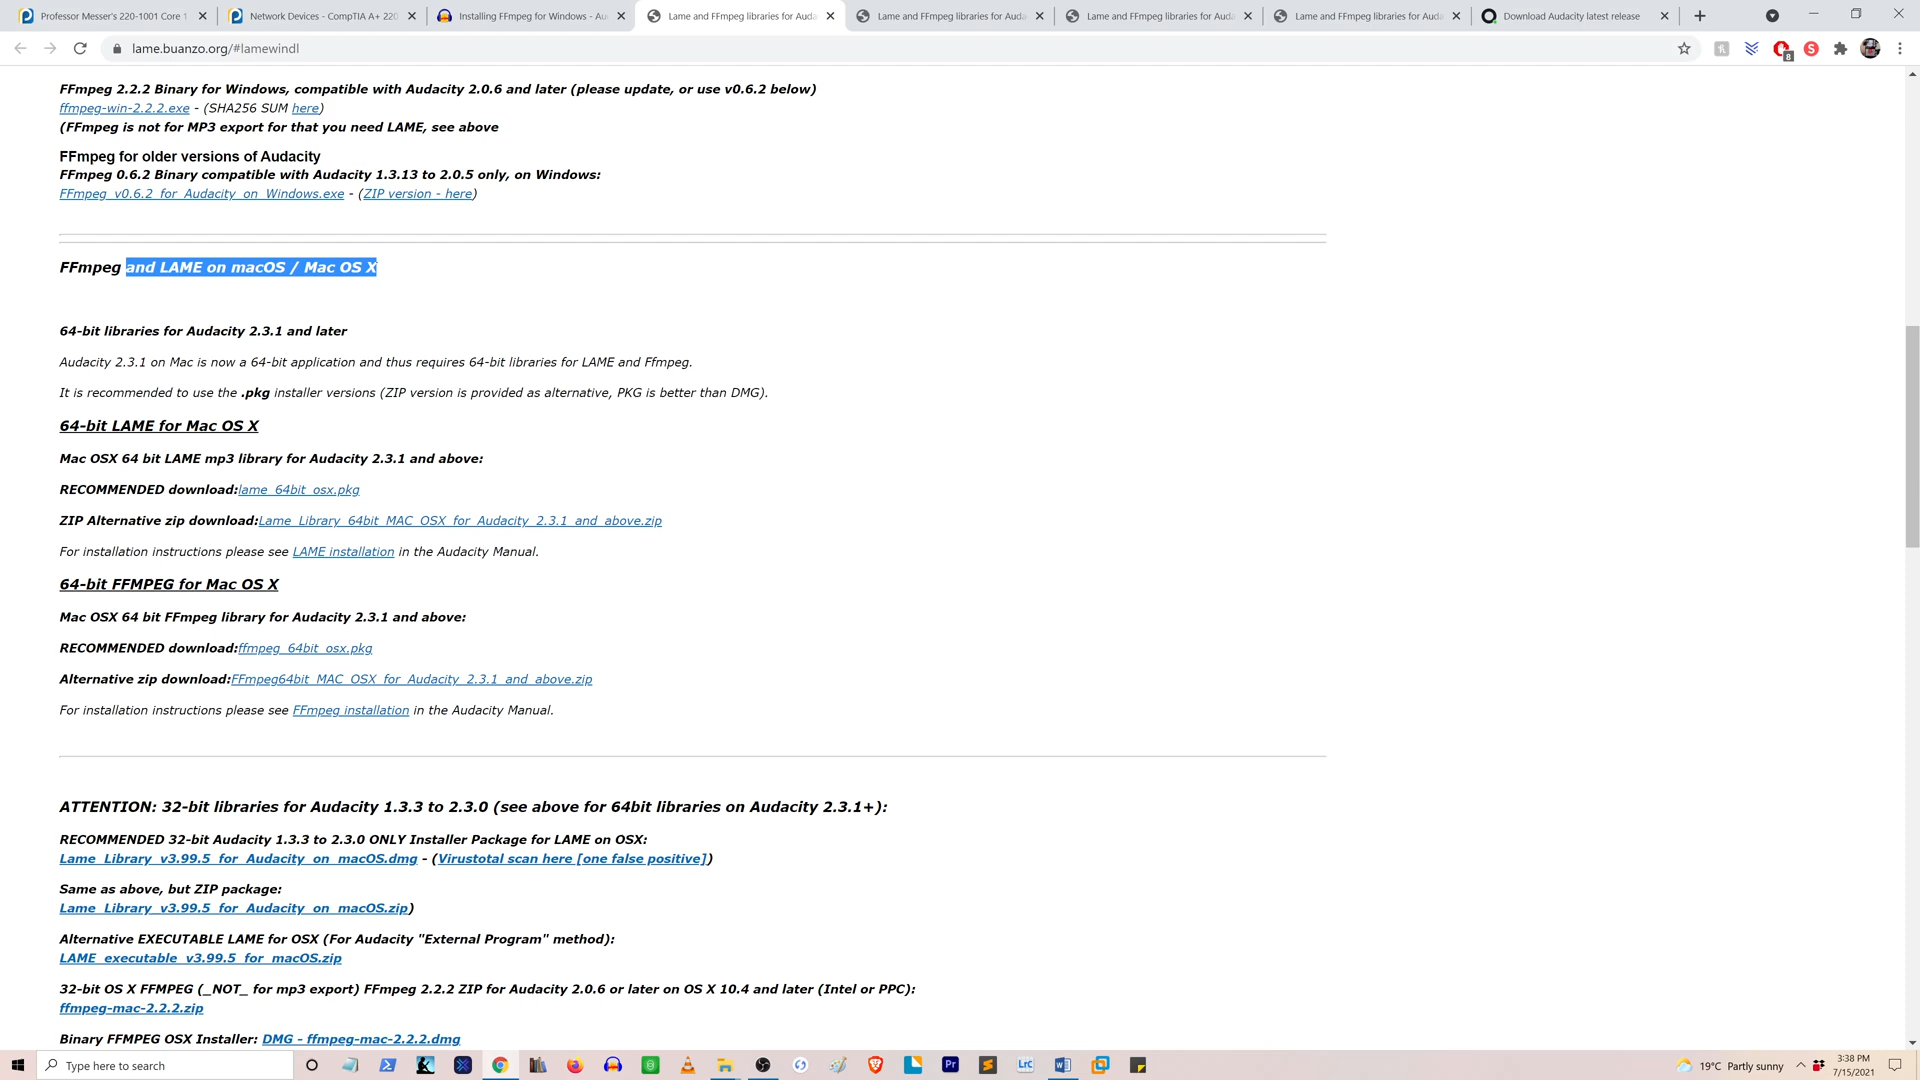 Professor Messer's 220-1001 Core 1
Network Devices - CompTIA A+ 220
Installing FFmpeg for Windows - Au
Lame and FFmpeg libraries for Auda
Lame and FFmpeg libraries for Auda
Lame and FFmpeg libraries for Auda
Lame and FFmpeg libraries for Auda
Download Audacity latest release
lame.buanzo.org/#lamewindl
8
FFmpeg 2.2.2 Binary for Windows, compatible with Audacity 2.0.6 and later (please update, or use v0.6.2 below)
ffmpeg-win-2.2.2.exe - (SHA256 SUM here)
(FFmpeg is not for MP3 export for that you need LAME, see above
FFmpeg for older versions of Audacity
FFmpeg 0.6.2 Binary compatible with Audacity 1.3.13 to 2.0.5 only, on Windows:
FFmpeg_v0.6.2_for_Audacity_on_Windows.exe - (ZIP version - here)
FFmpeg and LAME on macOS / Mac OS X
64-bit libraries for Audacity 2.3.1 and later
Audacity 2.3.1 on Mac is now a 64-bit application and thus requires 64-bit libraries for LAME and Ffmpeg.
It is recommended to use the .pkg installer versions (ZIP version is provided as alternative, PKG is better than DMG).
64-bit LAME for Mac OS X
Mac OSX 64 bit LAME mp3 library for Audacity 2.3.1 and above:
RECOMMENDED download:lame_64bit_osx.pkg
ZIP Alternative zip download:Lame_Library_64bit_MAC_OSX_for_Audacity_2.3.1_and_above.zip
For installation instructions please see LAME installation in the Audacity Manual.
64-bit FFMPEG for Mac OS X
Mac OSX 64 bit FFmpeg library for Audacity 2.3.1 and above:
RECOMMENDED download:ffmpeg_64bit_osx.pkg
Alternative zip download:FFmpeg64bit_MAC_OSX_for_Audacity_2.3.1_and_above.zip
For installation instructions please see FFmpeg installation in the Audacity Manual.
ATTENTION: 32-bit libraries for Audacity 1.3.3 to 2.3.0 (see above for 64bit libraries on Audacity 2.3.1+):
RECOMMENDED 32-bit Audacity 1.3.3 to 2.3.0 ONLY Installer Package for LAME on OSX:
Lame_Library_v3.99.5_for_Audacity_on_macOS.dmg - (Virustotal scan here [one false positive])
Same as above, but ZIP package:
Lame_Library_v3.99.5_for_Audacity_on_macOS.zip)
Alternative EXECUTABLE LAME for OSX (For Audacity "External Program" method):
LAME_executable_v3.99.5_for_macOS.zip
32-bit OS X FFMPEG (_NOT_ for mp3 export) FFmpeg 2.2.2 ZIP for Audacity 2.0.6 or later on OS X 10.4 and later (Intel or PPC):
ffmpeg-mac-2.2.2.zip
Binary FFMPEG OSX Installer: DMG - ffmpeg-mac-2.2.2.dmg
Type here to search
Pr
Lrc
19°C Partly sunny
3:38 PM
7/15/2021